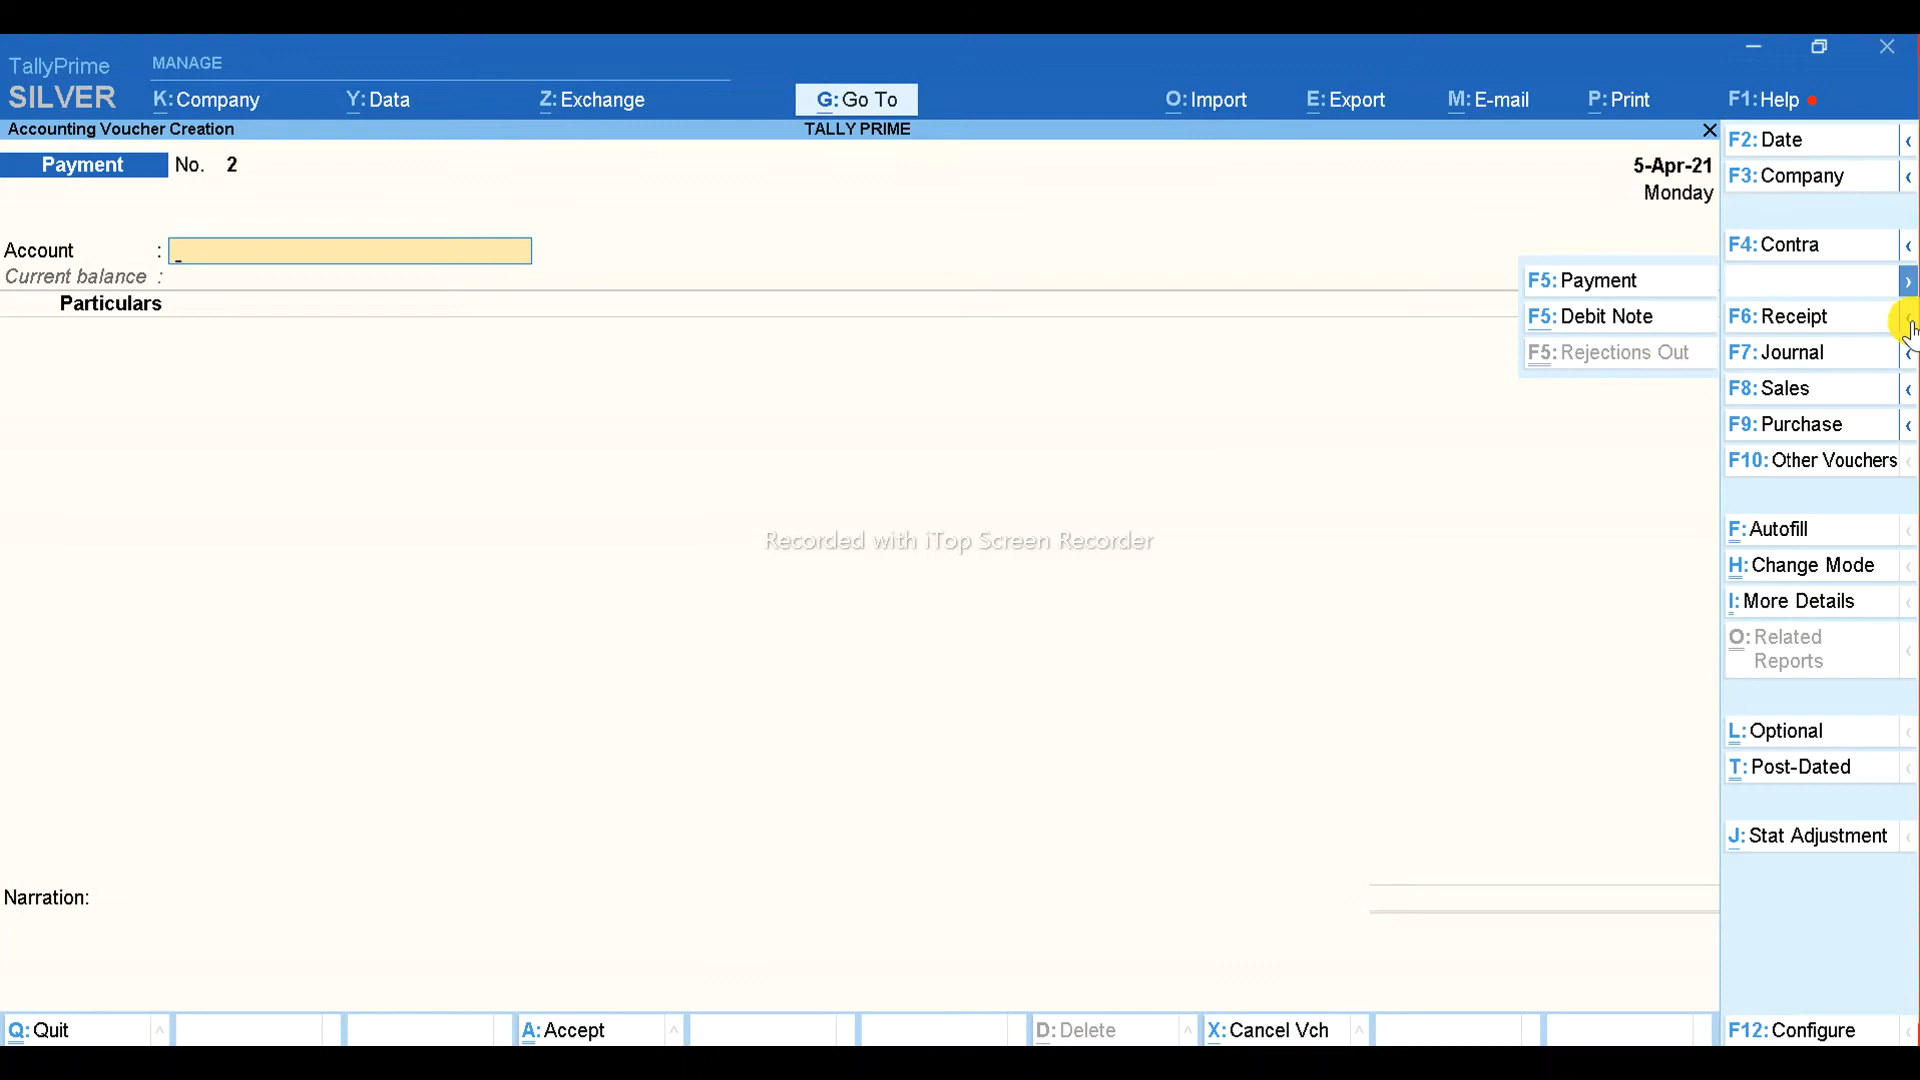 TallyPrime
SILVER
MANAGE
K:Company
Y:Data
Z:Exchange
G:Go To
O:Import
E:Export
M:E-mail
P:Print
F1:Help
Accounting Voucher Creation
TALLY PRIME
Payment No. 2
5-Apr-21
Monday
Account :
Current balance :
Particulars
F5:Payment
F5:Debit Note
F5:Rejections Out
F2:Date
F3:Company
F4:Contra
F6:Receipt
F7:Journal
F8:Sales
F9:Purchase
F10:Other Vouchers
F:Autofill
H:Change Mode
I:More Details
O:Related
Reports
L:Optional
T:Post-Dated
J:Stat Adjustment
Recorded with iTop Screen Recorder
Narration:
Q:Quit
A:Accept
D:Delete
X:Cancel Vch
F12:Configure